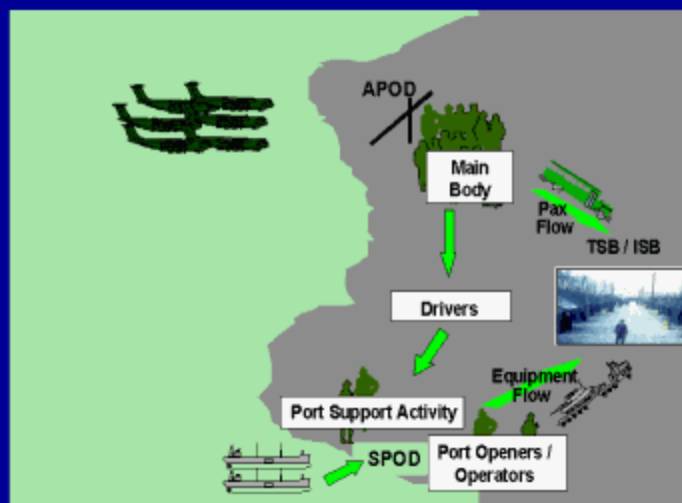 APOD
Main
Body
Pax
Flow
TSB / ISB
Drivers
Equipment
Flow
Port Support Activity
SPOD
Port Openers /
Operators